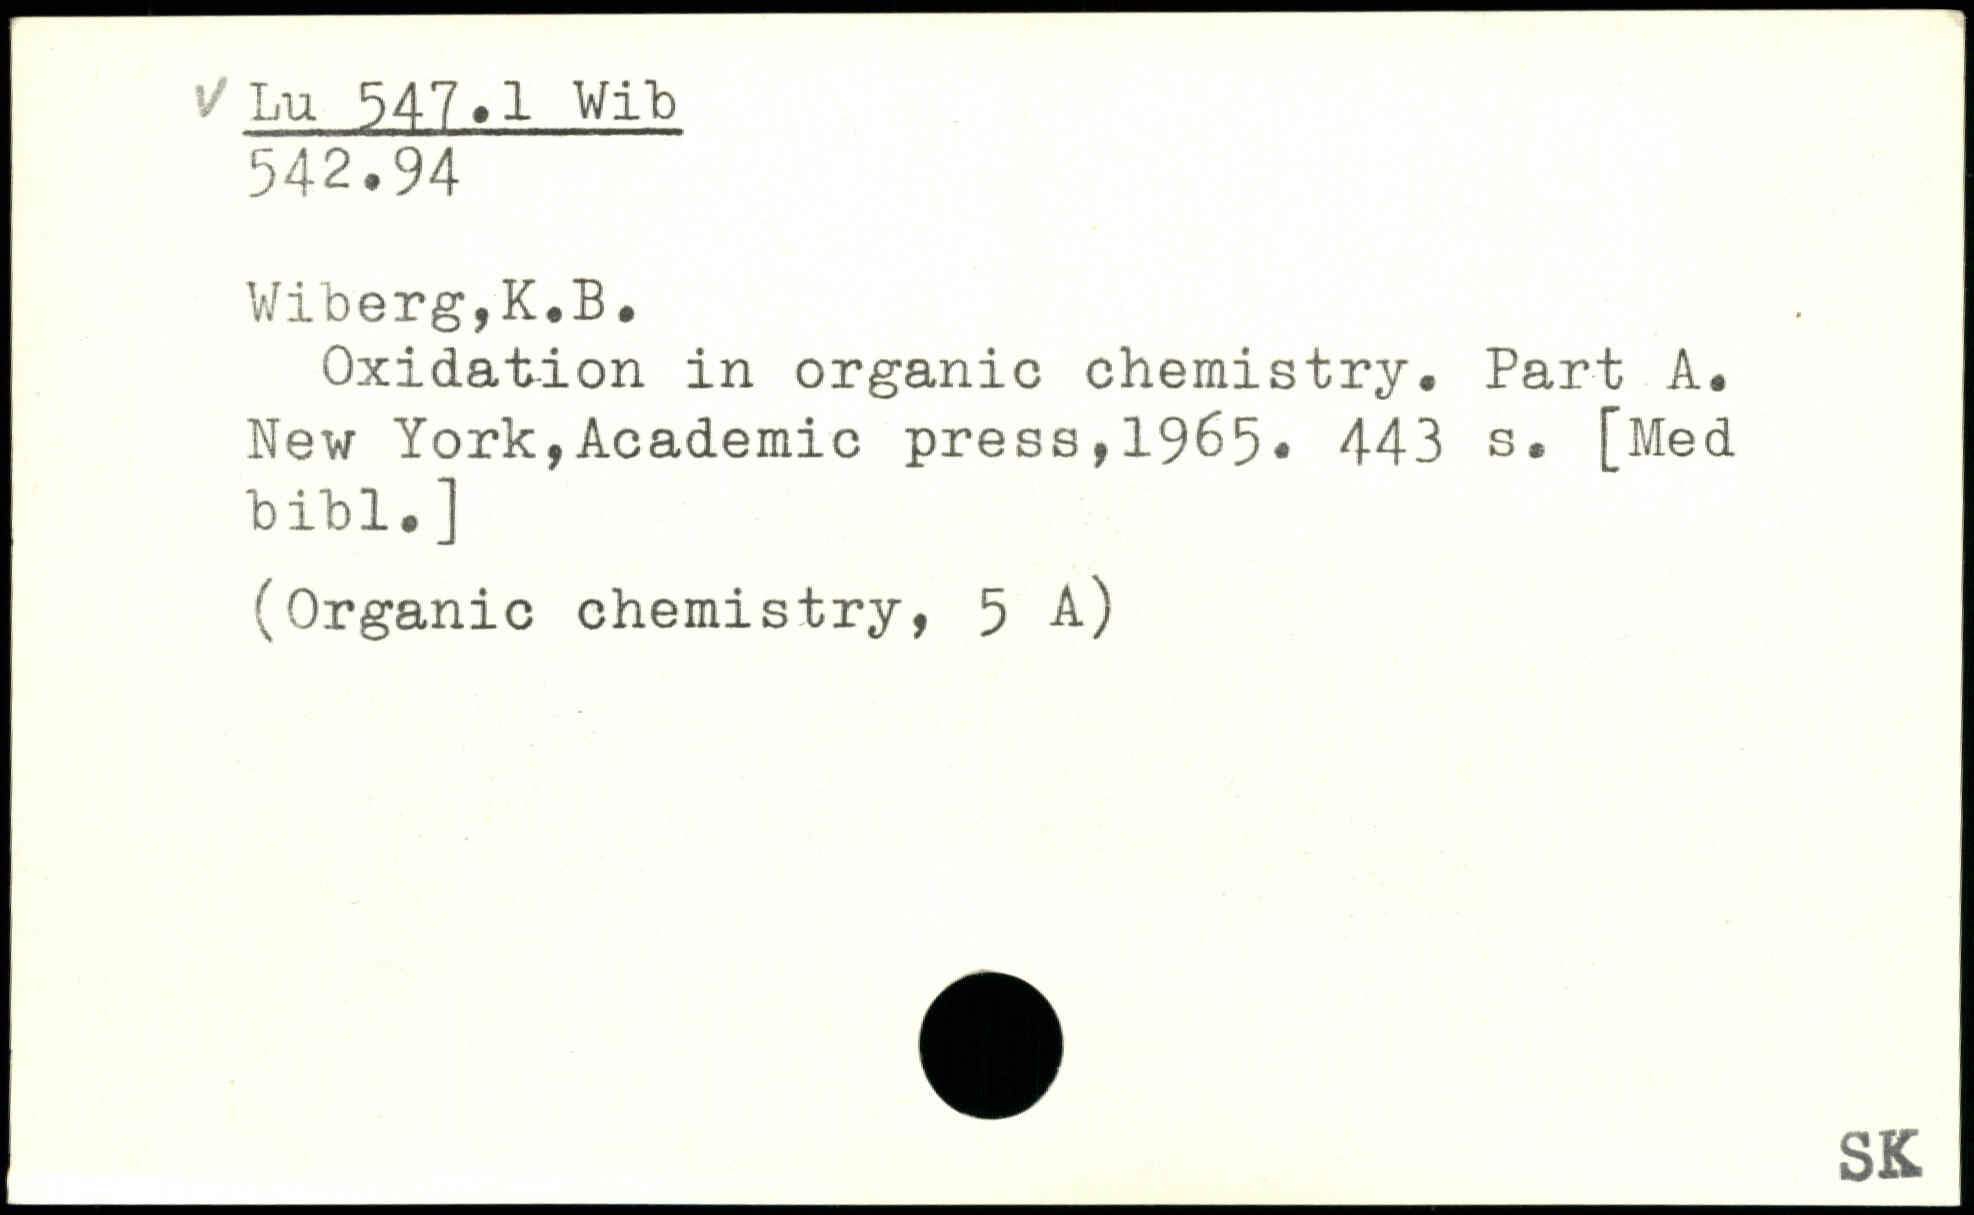 ✓ Lu 547.1 Wib
542.94
Wiberg,K.B.
Oxidation in organic chemistry. Part A.
New York,Academic press,1965. 443 s. [Med
bibl.]
(Organic chemistry, 5 A)
SK